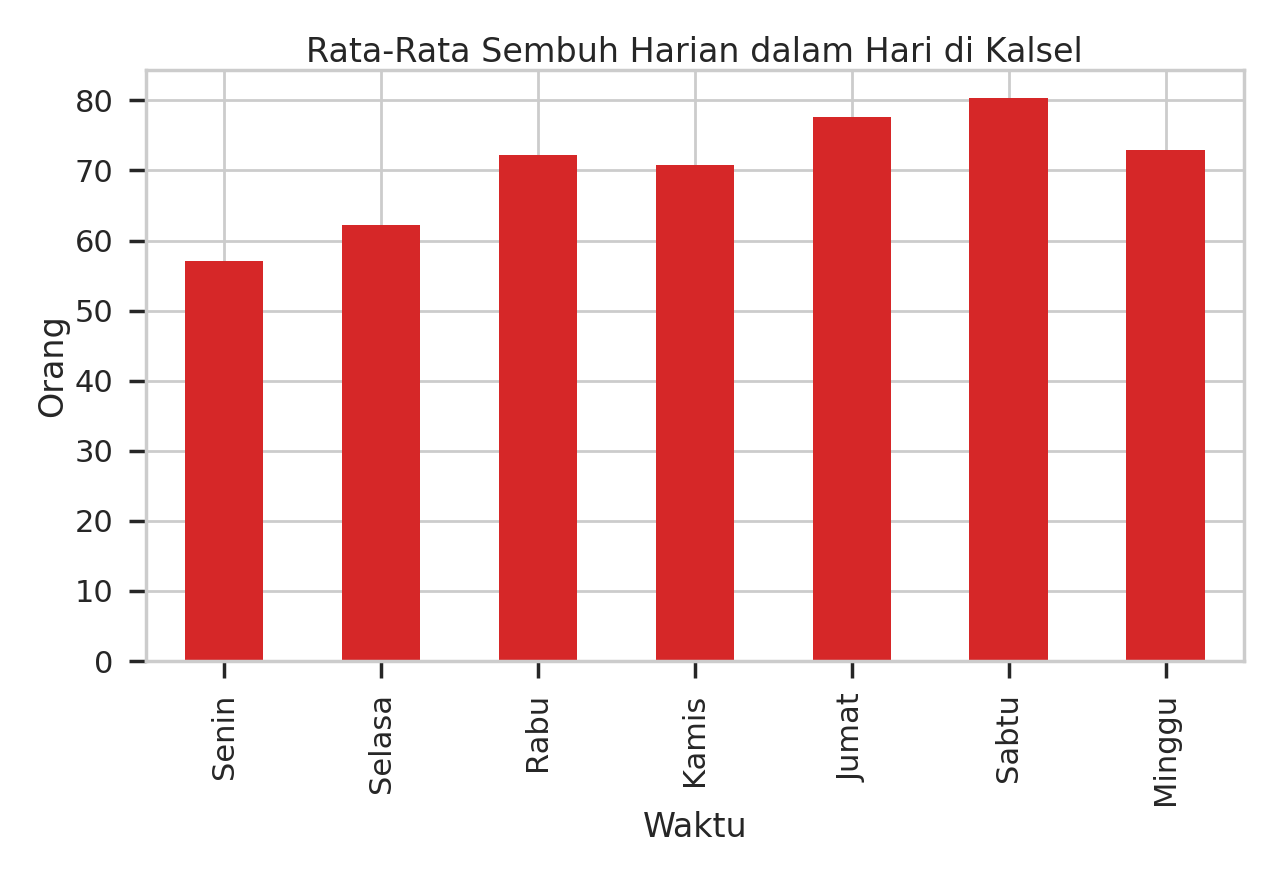 Rata-Rata Sembuh Harian dalam Hari di Kalsel
Orang
80
70
60
50
40
30
20
10
0
Senin
Selasa
Rabu
Kamis
Jumat
Sabtu
Minggu
Waktu